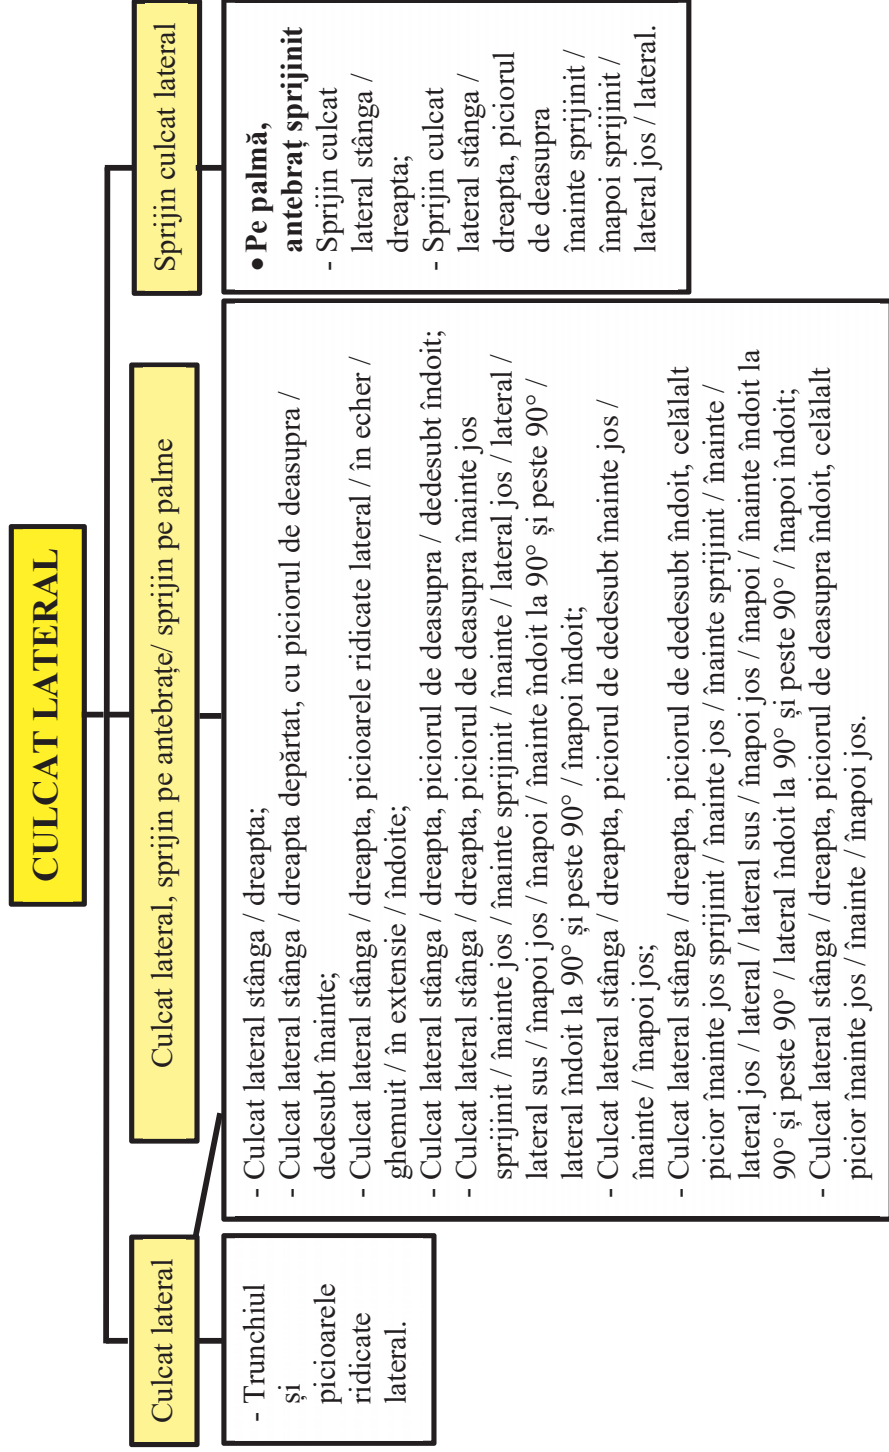 CULCAT LATERAL
Culcat lateral
- Trunchiul
și
picioarele
ridicate
lateral.
Culcat lateral, sprijin pe antebrațe/ sprijin pe palme
- Culcat lateral stânga / dreapta;
- Culcat lateral stânga / dreapta depărtat, cu piciorul de deasupra /
dedesubt înainte;
- Culcat lateral stânga / dreapta, picioarele ridicate lateral / în echer /
ghemuit / în extensie / îndoite;
- Culcat lateral stânga / dreapta, piciorul de deasupra / dedesubt îndoit;
- Culcat lateral stânga / dreapta, piciorul de deasupra înainte jos
sprijinit / înainte jos / înainte sprijinit / înainte / lateral jos / lateral /
lateral sus / înapoi jos / înapoi / înainte îndoit la 90° și peste 90° /
lateral îndoit la 90° și peste 90° / înapoi îndoit;
- Culcat lateral stânga / dreapta, piciorul de dedesubt înainte jos /
înainte / înapoi jos;
- Culcat lateral stânga / dreapta, piciorul de dedesubt îndoit, celălalt
picior înainte jos sprijinit / înainte jos / înainte sprijinit / înainte /
lateral jos / lateral / lateral sus / înapoi jos / înapoi / înainte îndoit la
90° și peste 90° / lateral îndoit la 90° și peste 90° / înapoi îndoit;
- Culcat lateral stânga / dreapta, piciorul de deasupra îndoit, celălalt
picior înainte jos / înainte / înapoi jos.
Sprijin culcat lateral
• Pe palmă,
antebraț sprijinit
- Sprijin culcat
lateral stânga /
dreapta;
- Sprijin culcat
lateral stânga /
dreapta, piciorul
de deasupra
înainte sprijinit /
înapoi sprijinit /
lateral jos / lateral.